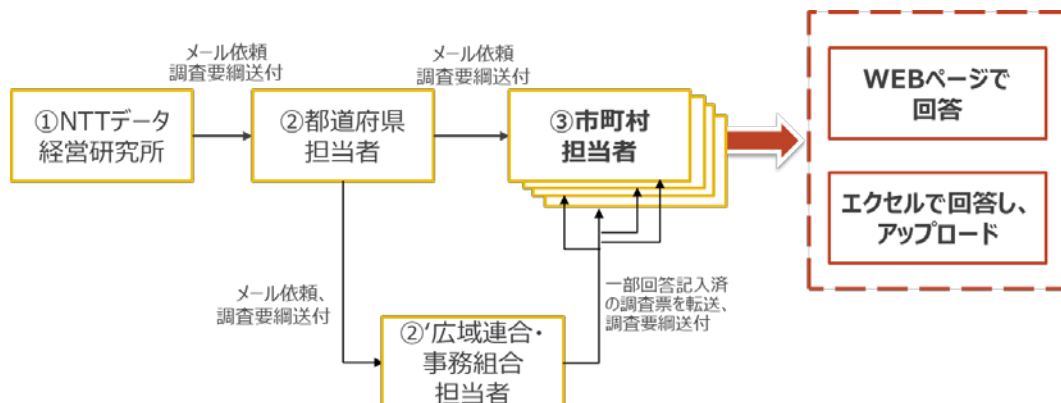 メール依頼
調査要綱送付
メール依頼
調査要綱送付
①NTTデータ
経営研究所
②都道府県
担当者
③市町村
担当者
WEBページで
回答
エクセルで回答し、
アップロード
メール依頼、
調査要綱送付
一部回答記入済
の調査票を転送、
調査要綱送付
②‘広域連合・
事務組合
担当者